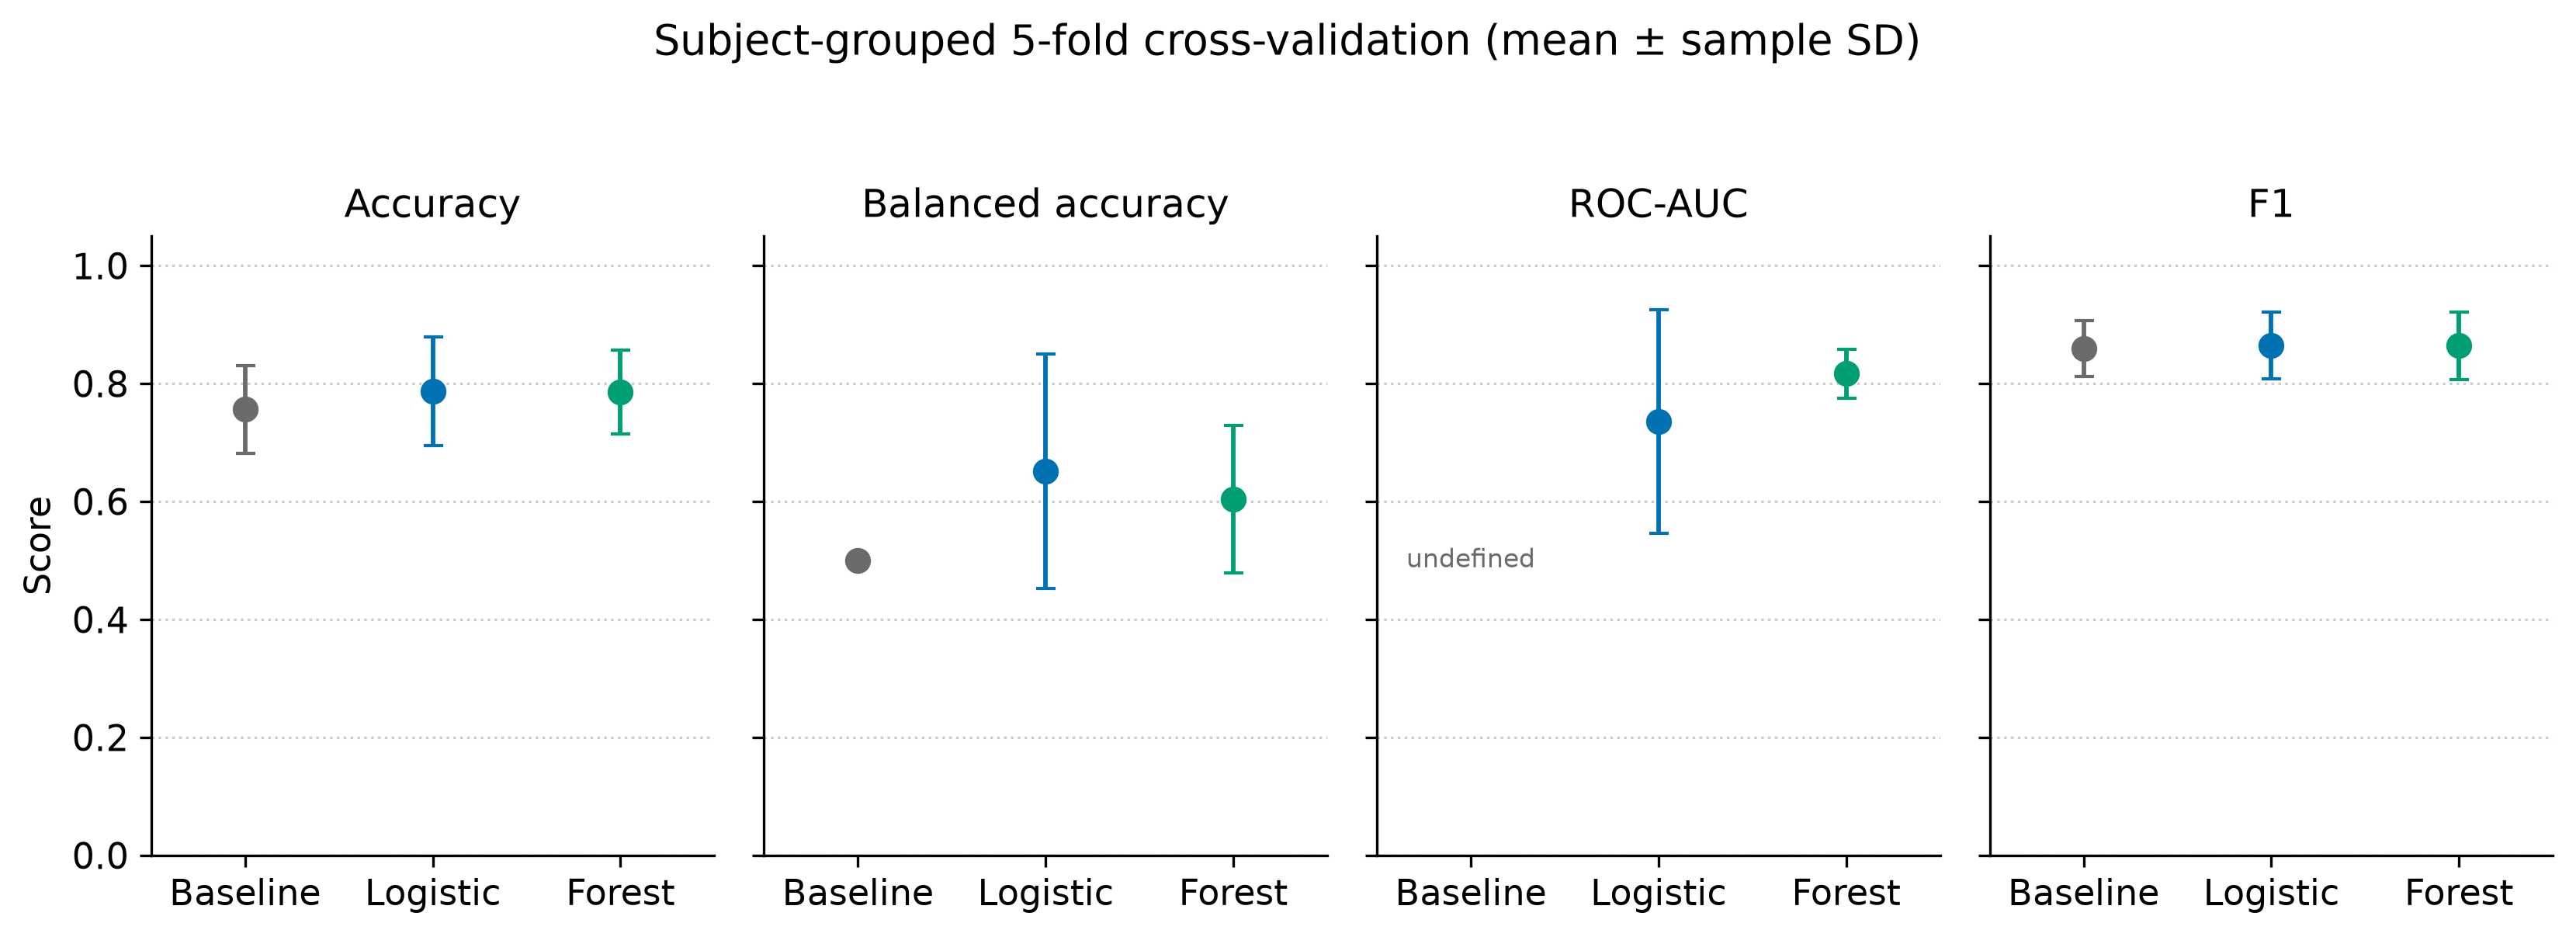 Subject-grouped 5-fold cross-validation (mean ± sample SD)
Accuracy
Balanced accuracy
ROC-AUC
F1
Score
1.0
0.8
0.6
0.4
0.2
0.0
undefined
Baseline Logistic Forest
Baseline Logistic Forest
Baseline Logistic Forest
Baseline Logistic Forest